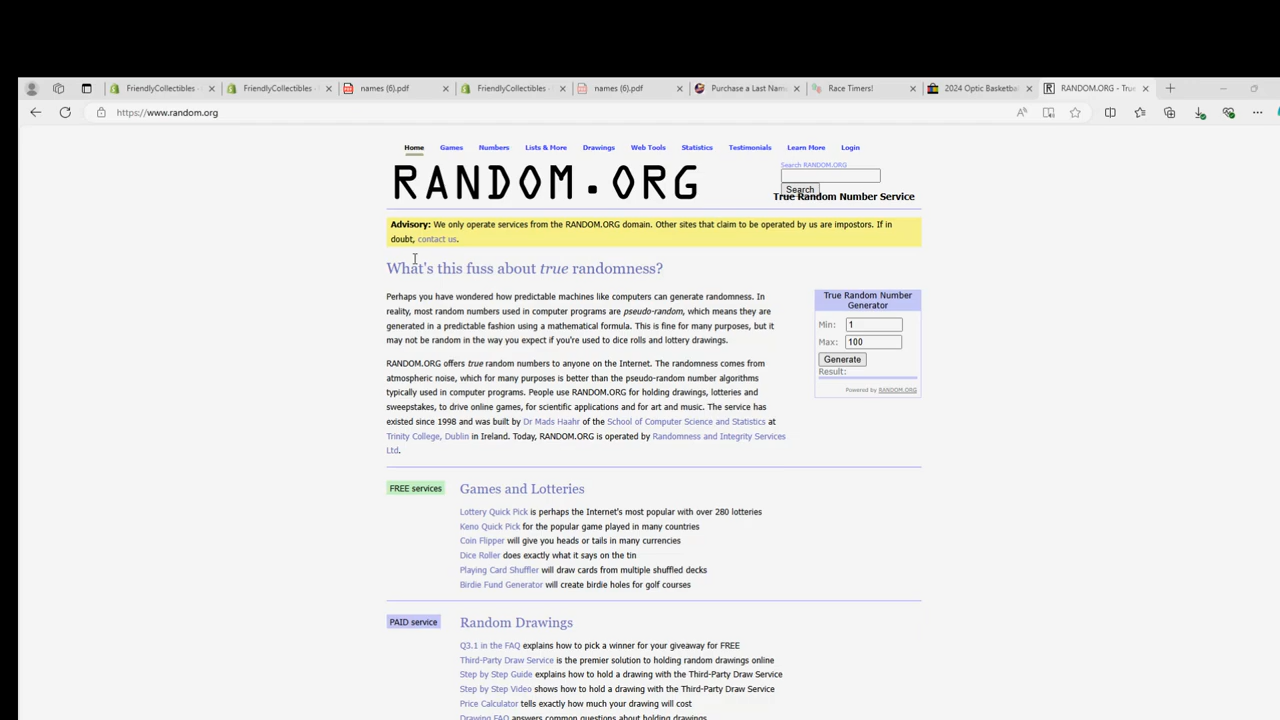 FriendlyCollectibles FriendlyCollectibles names (6).pdf FriendlyCollectibles - names (6).pdf Purchase a Last Name Race Timers! 2024 Optic Basketba RANDOM.ORG - Tru
https://www.random.org
Home Games Numbers Lists & More Drawings Web Tools Statistics Testimonials Learn More Login
Search RANDOM.ORG
RANDOM.ORG
Search
True Random Number Service
Advisory: We only operate services from the RANDOM.ORG domain. Other sites that claim to be operated by us are impostors. If in
doubt, contact us.
What's this fuss about true randomness?
Perhaps you have wondered how predictable machines like computers can generate randomness. In
reality, most random numbers used in computer programs are pseudo-random, which means they are
generated in a predictable fashion using a mathematical formula. This is fine for many purposes, but it
may not be random in the way you expect if you're used to dice rolls and lottery drawings.
RANDOM.ORG offers true random numbers to anyone on the Internet. The randomness comes from
atmospheric noise, which for many purposes is better than the pseudo-random number algorithms
typically used in computer programs. People use RANDOM.ORG for holding drawings, lotteries and
sweepstakes, to drive online games, for scientific applications and for art and music. The service has
existed since 1998 and was built by Dr Mads Haahr of the School of Computer Science and Statistics at
Trinity College, Dublin in Ireland. Today, RANDOM.ORG is operated by Randomness and Integrity Services
Ltd.
True Random Number
Generator
Min: 1
Max: 100
Generate
Result:
Powered by RANDOM.ORG
FREE services
Games and Lotteries
Lottery Quick Pick is perhaps the Internet's most popular with over 280 lotteries
Keno Quick Pick for the popular game played in many countries
Coin Flipper will give you heads or tails in many currencies
Dice Roller does exactly what it says on the tin
Playing Card Shuffler will draw cards from multiple shuffled decks
Birdie Fund Generator will create birdie holes for golf courses
PAID service
Random Drawings
Q3.1 in the FAQ explains how to pick a winner for your giveaway for FREE
Third-Party Draw Service is the premier solution to holding random drawings online
Step by Step Guide explains how to hold a drawing with the Third-Party Draw Service
Step by Step Video shows how to hold a drawing with the Third-Party Draw Service
Price Calculator tells exactly how much your drawing will cost
Drawing FAQ answers common questions about holding drawings